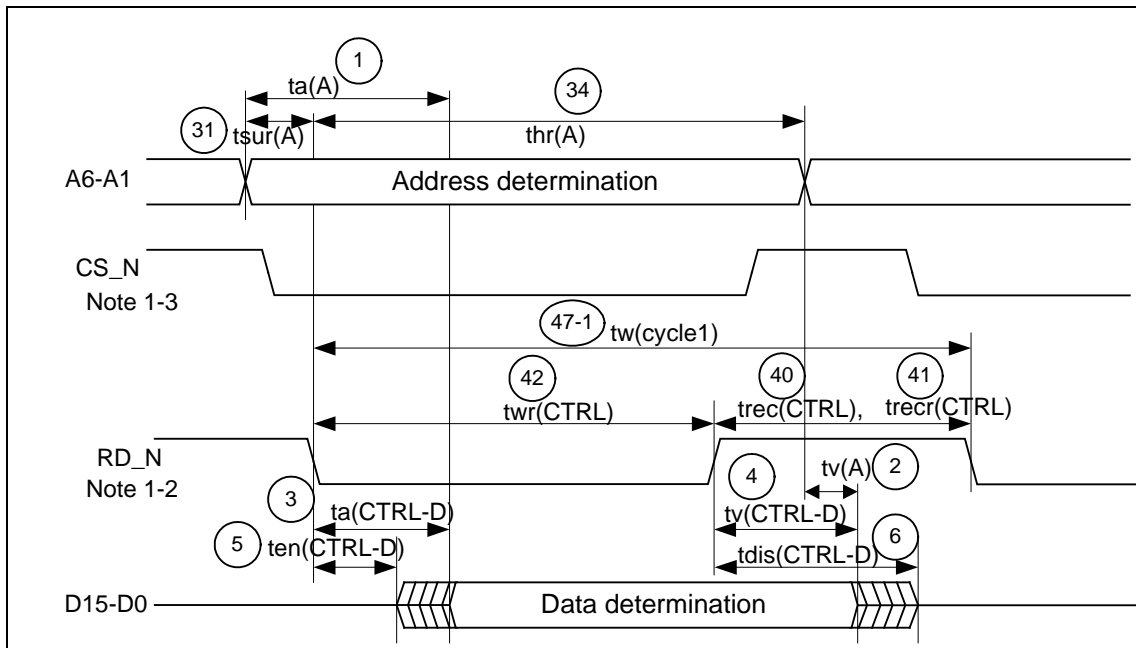 1
ta(A)
34
31
tsur(A)
thr(A)
A6-A1
Address determination
CS_N
Note 1-3
47-1
tw(cycle1)
42
40
41
twr(CTRL)
trec(CTRL),
trecr(CTRL)
RD_N
Note 1-2
4
tv(A)
2
3
ta(CTRL-D)
tv(CTRL-D)
5
ten(CTRL-D)
tdis(CTRL-D)
6
D15-D0
Data determination